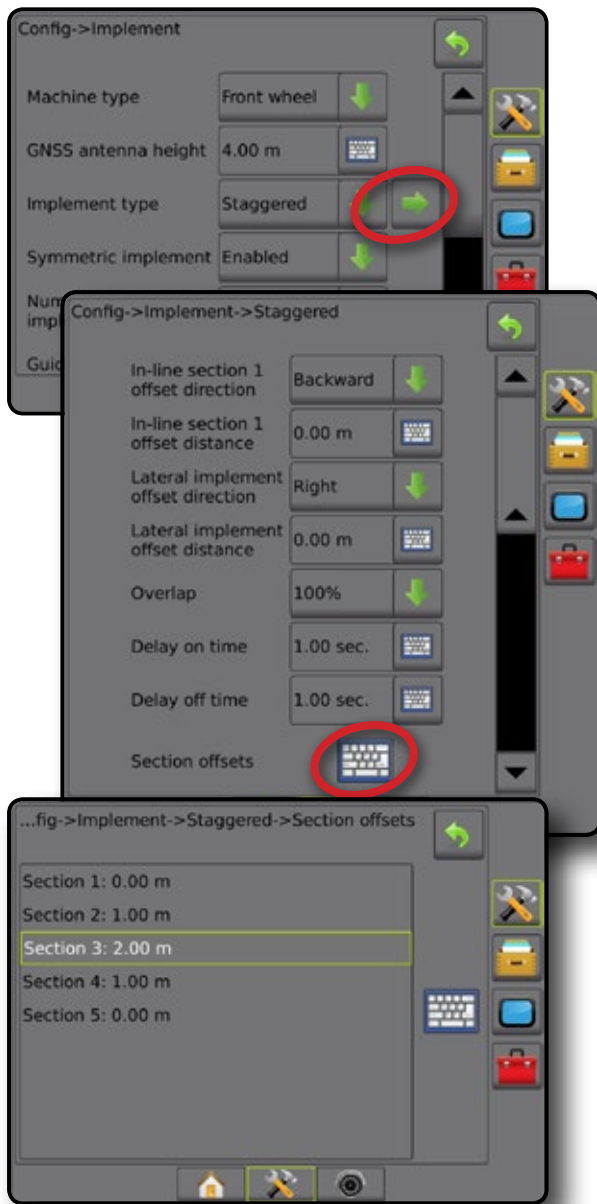 Config->Implement
Machine type Front wheel
GNSS antenna height 4.00 m
Implement type Staggered
Symmetric implement Enabled
Config->Implement->Staggered
In-line section 1
offset direction
Backward
In-line section 1
offset distance
0.00 m
Lateral implement
offset direction
Right
Lateral implement
offset distance
0.00 m
Overlap 100%
Delay on time 1.00 sec.
Delay off time 1.00 sec.
Section offsets
...fig->Implement->Staggered->Section offsets
Section 1: 0.00 m
Section 2: 1.00 m
Section 3: 2.00 m
Section 4: 1.00 m
Section 5: 0.00 m